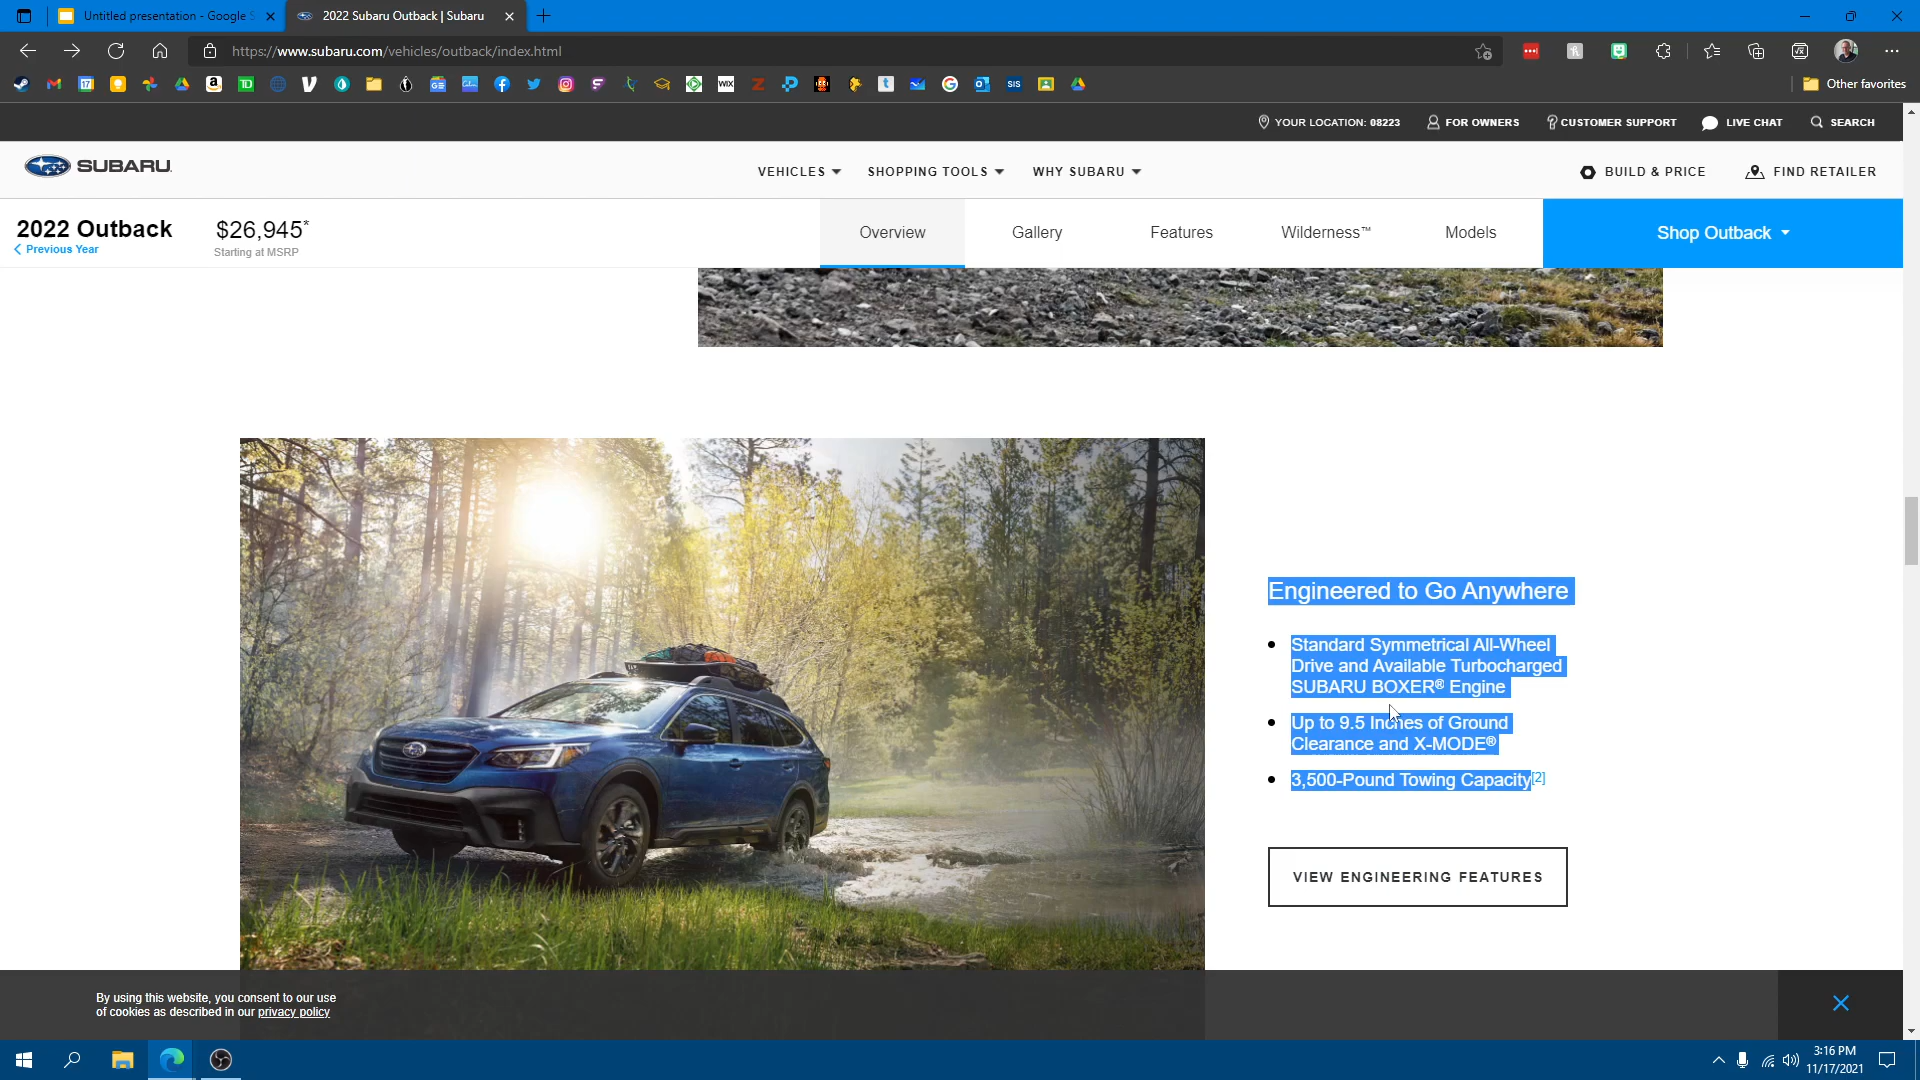 Untitled presentation - Google S
2022 Subaru Outback | Subaru
https://www.subaru.com/vehicles/outback/index.html
Other favorites
YOUR LOCATION: 08223
FOR OWNERS
CUSTOMER SUPPORT
LIVE CHAT
SEARCH
SUBARU
VEHICLES
SHOPPING TOOLS
WHY SUBARU
BUILD & PRICE
FIND RETAILER
2022 Outback
Previous Year
$26,945*
Starting at MSRP
Overview
Gallery
Features
Wilderness™
Models
Shop Outback
Engineered to Go Anywhere
Standard Symmetrical All-Wheel
Drive and Available Turbocharged
SUBARU BOXER® Engine
Up to 9.5 Inches of Ground
Clearance and X-MODE®
3,500-Pound Towing Capacity[2]
VIEW ENGINEERING FEATURES
By using this website, you consent to our use
of cookies as described in our privacy policy
3:16 PM
11/17/2021